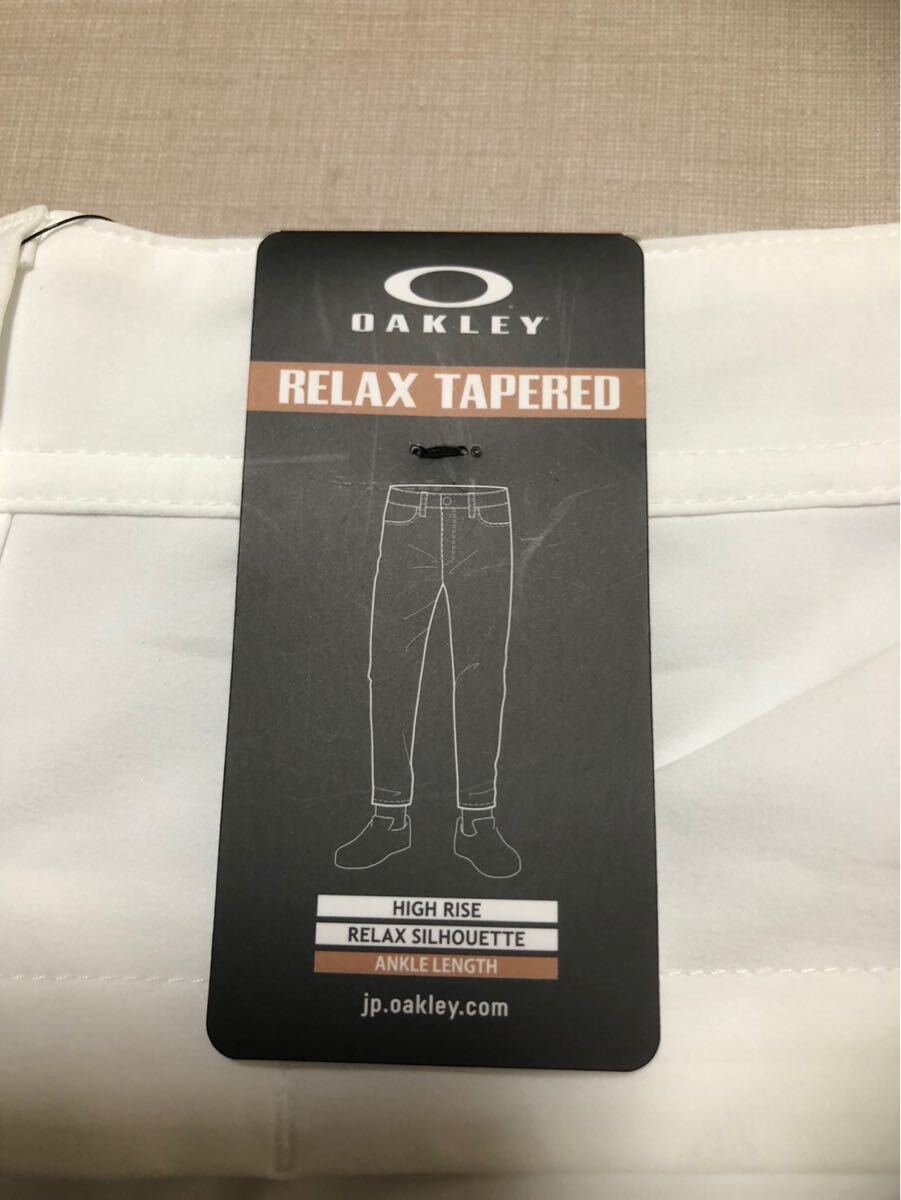 OAKLEY
RELAX TAPERED
HIGH RISE
RELAX SILHOUETTE
ANKLE LENGTH
jp.oakley.com